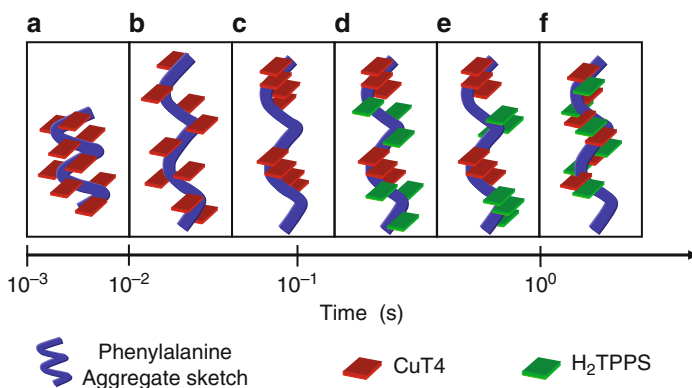 a b c d e f
10⁻³ 10⁻² 10⁻¹ 10⁰
Time (s)
Phenylalanine
Aggregate sketch
CuT4
H₂TPPS